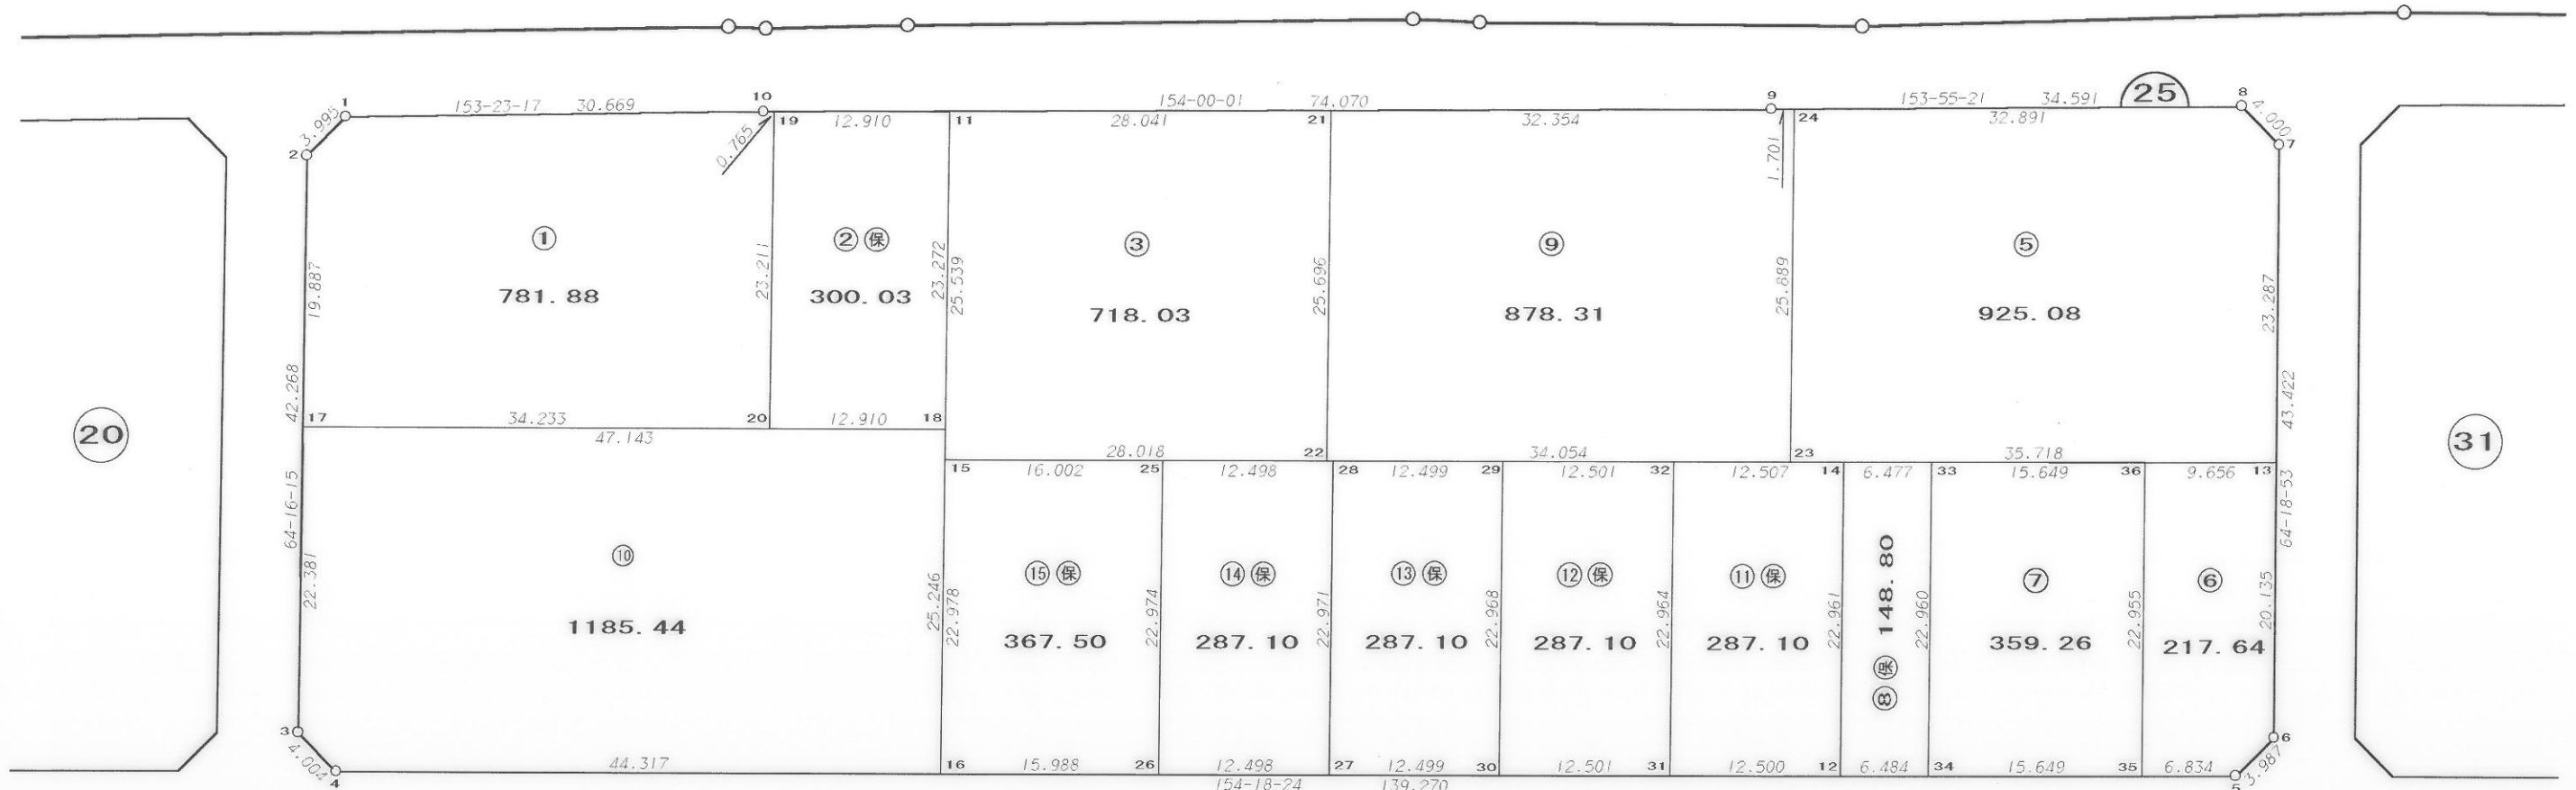 25
1 153-23-17 30.669 10 154-00-01 74.070 9 153-55-21 34.591 8
3.995 4.000
2 0.765 19 12.910 11 28.041 21 32.354 1.701 24 32.891 7
① ②保 ③ ⑨ ⑤
781.88 300.03 718.03 878.31 925.08
19.887 23.211 23.272 25.539 25.696 25.889 23.287
42.268 43.422
17 34.233 20 12.910 18
20 31
47.143
28.018 22 34.054 23 35.718
15 16.002 25 12.498 28 12.499 29 12.501 32 12.507 14 6.477 33 15.649 36 9.656 13
64-16-15 64-18-53
⑩ ⑮保 ⑭保 ⑬保 ⑫保 ⑪保 ⑧保 148.80 ⑦ ⑥
22.381 25.246 22.978 22.974 22.971 22.968 22.964 22.961 22.960 22.955 20.135
1185.44 367.50 287.10 287.10 287.10 287.10 359.26 217.64
3 6
4.004 3.987
4 44.317 16 15.988 26 12.498 27 12.499 30 12.501 31 12.500 12 6.484 34 15.649 35 6.834 5
154-18-24 139.270